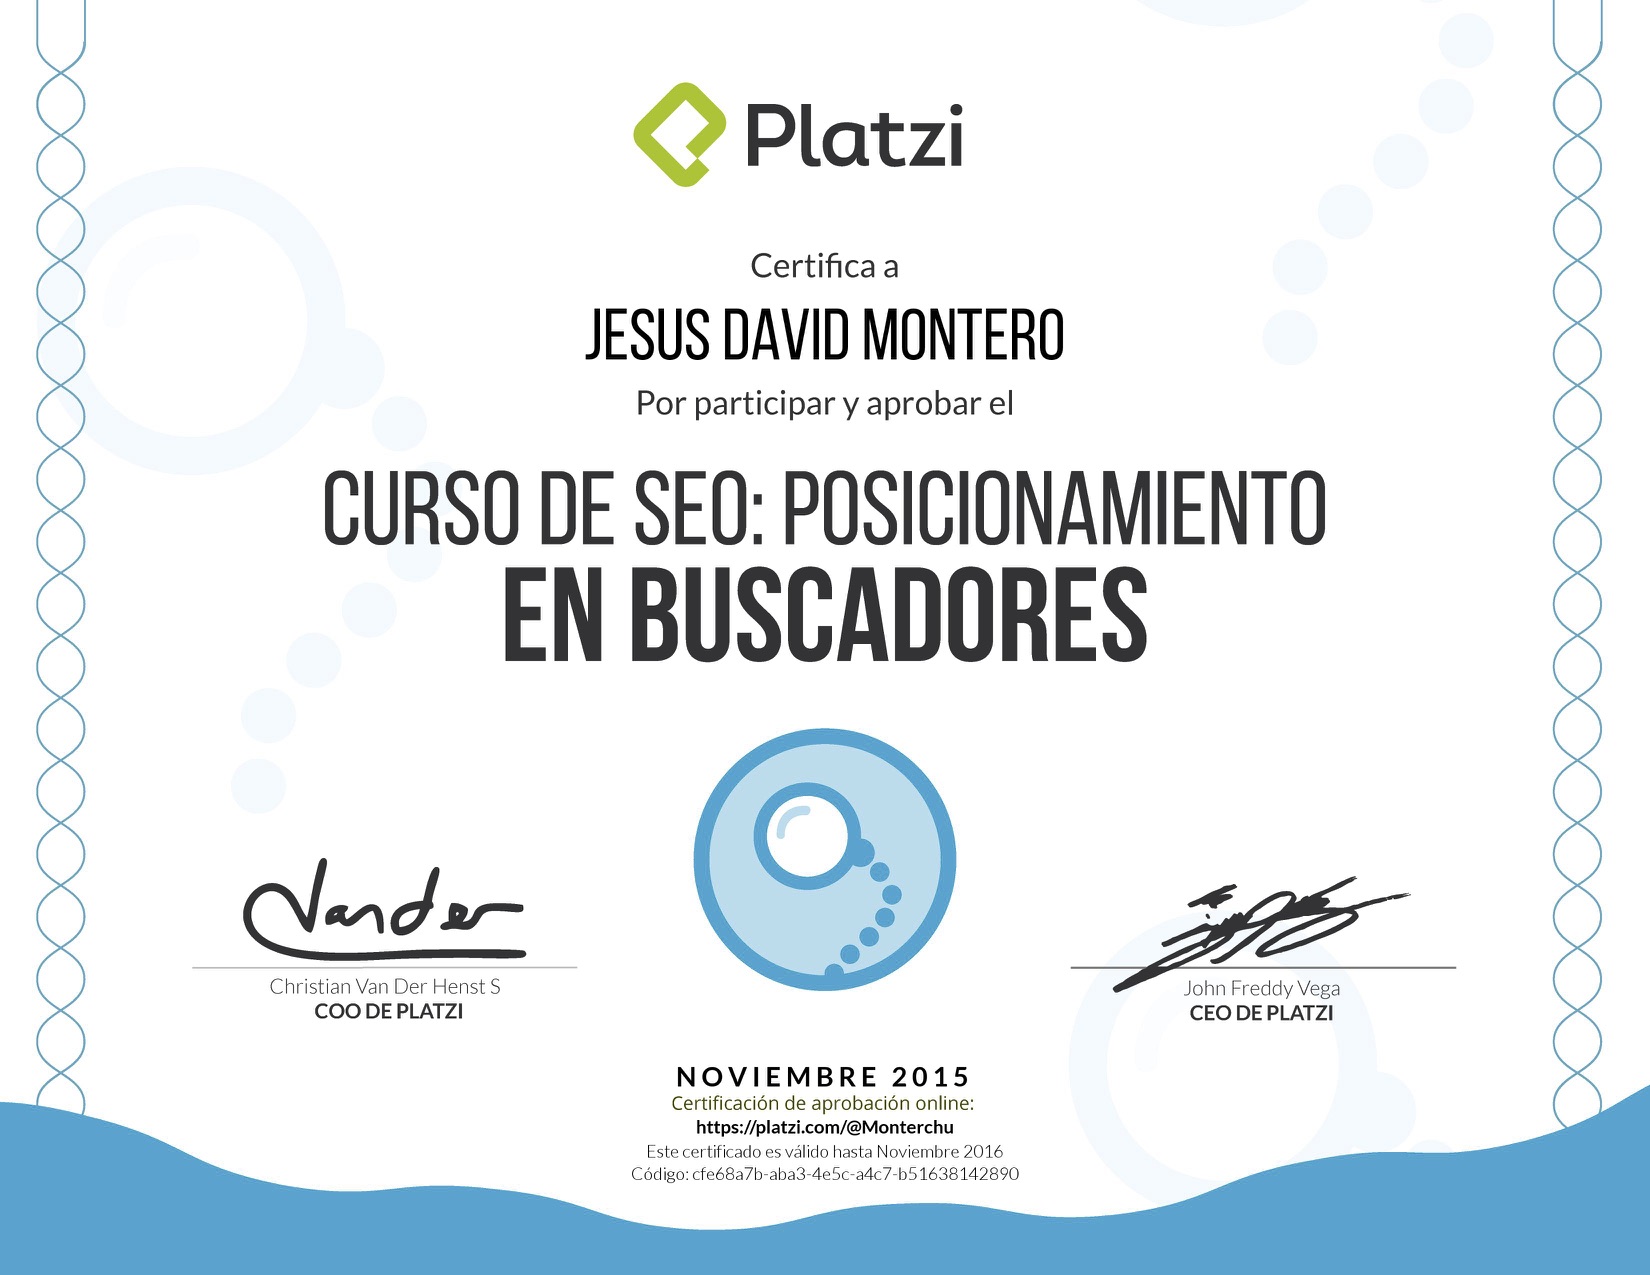 Platzi
Certifica a
JESUS DAVID MONTERO
Por participar y aprobar el
CURSO DE SEO: POSICIONAMIENTO
EN BUSCADORES
Vander
Christian Van Der Henst S
COO DE PLATZI
John Freddy Vega
CEO DE PLATZI
NOVIEMBRE 2015
Certificación de aprobación online:
https://platzi.com/@Monterchu
Este certificado es válido hasta Noviembre 2016
Código: cfe68a7b-aba3-4e5c-a4c7-b51638142890